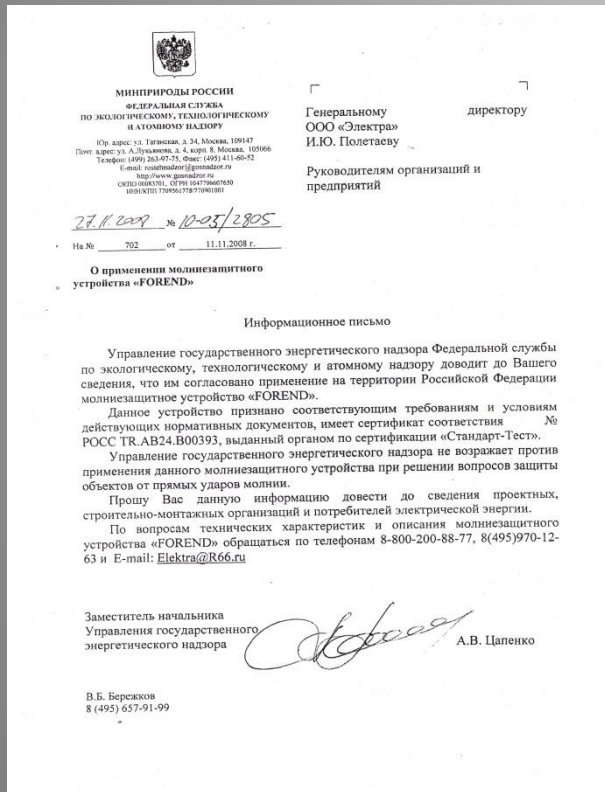 МИНПРИРОДЫ РОССИИ
ФЕДЕРАЛЬНАЯ СЛУЖБА
ПО ЭКОЛОГИЧЕСКОМУ, ТЕХНОЛОГИЧЕСКОМУ
И АТОМНОМУ НАДЗОРУ
Юр. адрес: ул. Таганская, д. 34, Москва, 109147
Почт. адрес: ул. А.Лукьянова, д. 4, корп. 8, Москва, 105066
Телефон: (499) 263-97-75, Факс: (495) 411-60-52
E-mail: rostehnadzor@gosnadzor.ru
http://www.gosnadzor.ru
ОКПО 00083701, ОГРН 1047796607650
ИНН/КПП 7709561778/770901001
27.11.2008 № 10-05/2805
На № 702 от 11.11.2008 г.
О применении молниезащитного
устройства «FOREND»
Генеральному директору
ООО «Электра»
И.Ю. Полетаеву
Руководителям организаций и
предприятий
Информационное письмо
Управление государственного энергетического надзора Федеральной службы
по экологическому, технологическому и атомному надзору доводит до Вашего
сведения, что им согласовано применение на территории Российской Федерации
молниезащитное устройство «FOREND».
Данное устройство признано соответствующим требованиям и условиям
действующих нормативных документов, имеет сертификат соответствия №
РОСС TR.АВ24.В00393, выданный органом по сертификации «Стандарт-Тест».
Управление государственного энергетического надзора не возражает против
применения данного молниезащитного устройства при решении вопросов защиты
объектов от прямых ударов молнии.
Прошу Вас данную информацию довести до сведения проектных,
строительно-монтажных организаций и потребителей электрической энергии.
По вопросам технических характеристик и описания молниезащитного
устройства «FOREND» обращаться по телефонам 8-800-200-88-77, 8(495)970-12-
63 и E-mail: Elektra@R66.ru
Заместитель начальника
Управления государственного
энергетического надзора
А.В. Цапенко
В.Б. Бережков
8 (495) 657-91-99